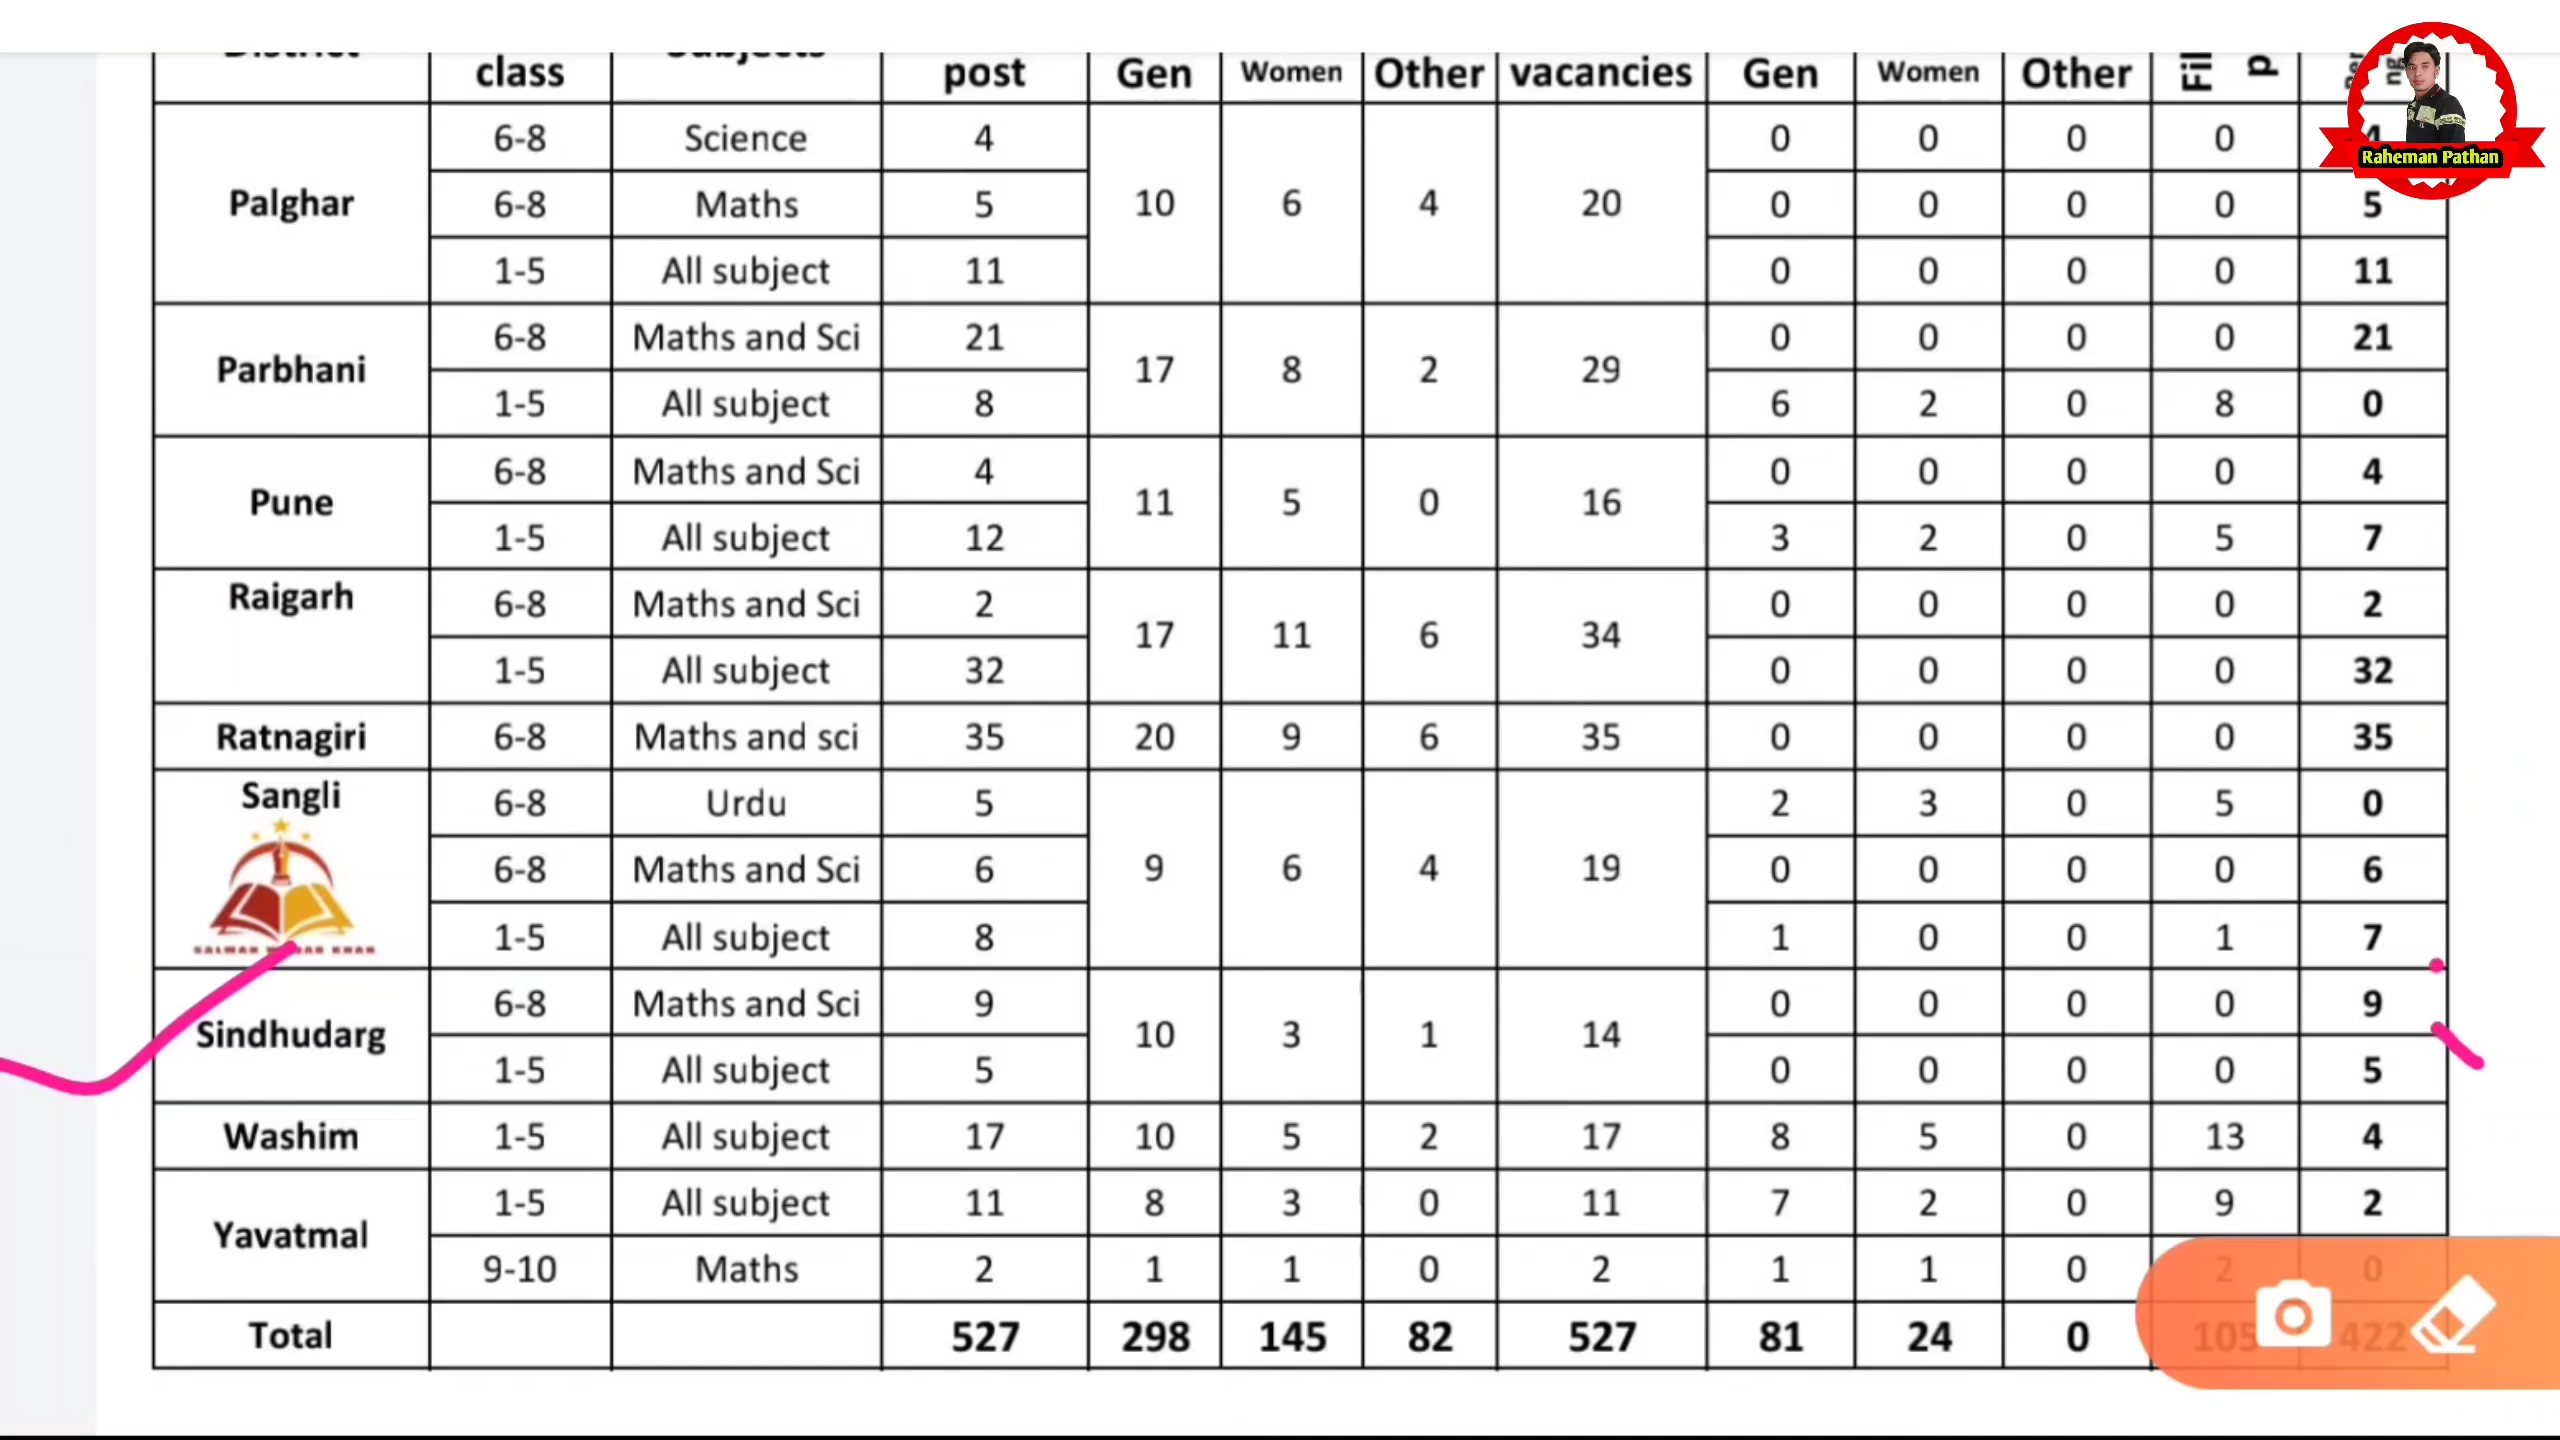 District class Subjects post Gen Women Other vacancies Gen Women Other
Raheman Pathan
Palghar 6-8 Science 4 10 6 4 20 0 0 0 0 4
6-8 Maths 5 0 0 0 0 5
1-5 All subject 11 0 0 0 0 11
Parbhani 6-8 Maths and Sci 21 17 8 2 29 0 0 0 0 21
1-5 All subject 8 6 2 0 8 0
Pune 6-8 Maths and Sci 4 11 5 0 16 0 0 0 0 4
1-5 All subject 12 3 2 0 5 7
Raigarh 6-8 Maths and Sci 2 17 11 6 34 0 0 0 0 2
1-5 All subject 32 0 0 0 0 32
Ratnagiri 6-8 Maths and sci 35 20 9 6 35 0 0 0 0 35
Sangli 6-8 Urdu 5 9 6 4 19 2 3 0 5 0
6-8 Maths and Sci 6 0 0 0 0 6
1-5 All subject 8 1 0 0 1 7
SALMAN KHAN
Sindhudarg 6-8 Maths and Sci 9 10 3 1 14 0 0 0 0 9
1-5 All subject 5 0 0 0 0 5
Washim 1-5 All subject 17 10 5 2 17 8 5 0 13 4
Yavatmal 1-5 All subject 11 8 3 0 11 7 2 0 9 2
9-10 Maths 2 1 1 0 2 1 1 0 2 0
Total 527 298 145 82 527 81 24 0 105 422